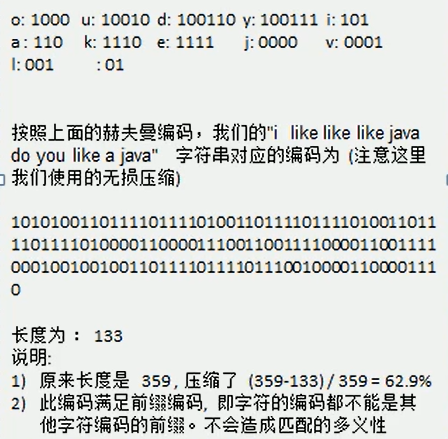 o: 1000 u: 10010 d: 100110 y: 100111 i: 101
a : 110 k: 1110 e: 1111 j: 0000 v: 0001
l: 001 : 01
按照上面的赫夫曼编码，我们的"i like like like java
do you like a java" 字符串对应的编码为 (注意这里
我们使用的无损压缩)
10101001101111011110100110111101111010011011
11011110100001100001110011001111000011001111
00010010010011011110111101110010000110000111
0
长度为 ： 133
说明:
1) 原来长度是 359 , 压缩了 (359-133) / 359 = 62.9%
2) 此编码满足前缀编码, 即字符的编码都不能是其
他字符编码的前缀。不会造成匹配的多义性